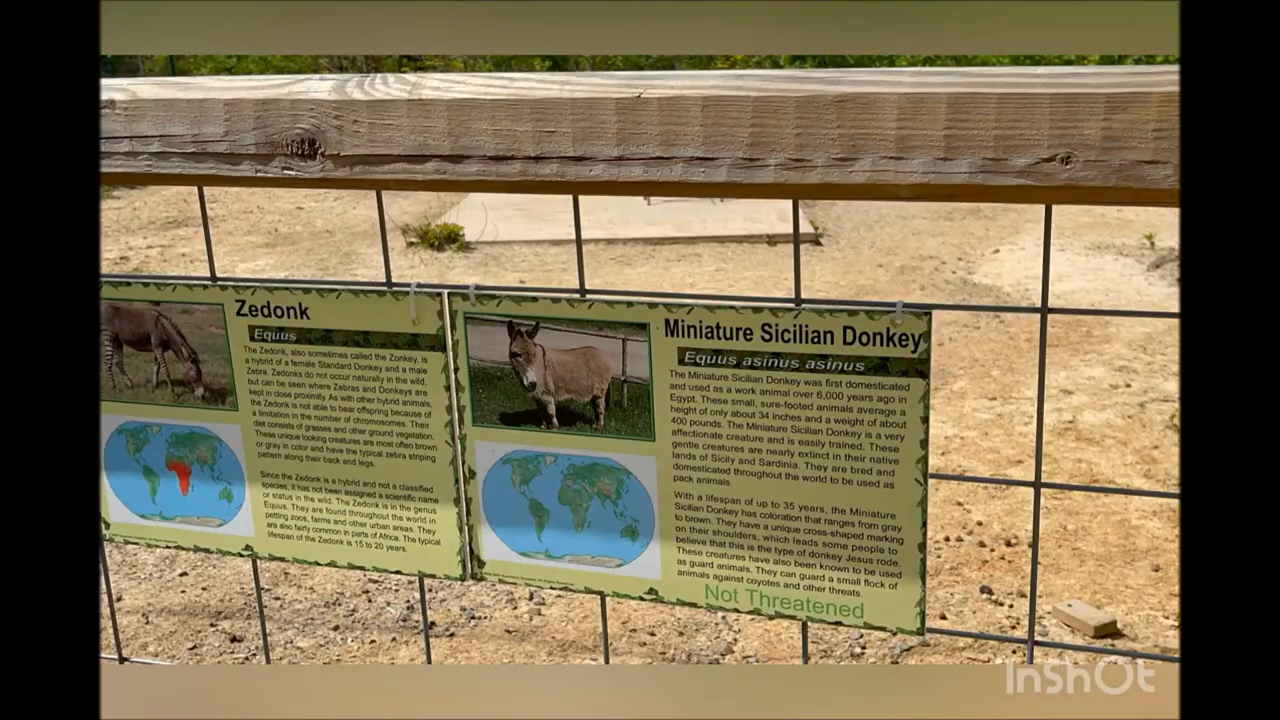 Zedonk
Equus
The Zedonk, also sometimes called the Zonkey, is
a hybrid of a female Standard Donkey and a male
Zebra. Zedonks do not occur naturally in the wild,
but can be seen where Zebras and Donkeys are
kept in close proximity. As with other hybrid animals,
the Zedonk is not able to bear offspring because of
a limitation in the number of chromosomes. Their
diet consists of grasses and other ground vegetation.
These unique looking creatures are most often brown
or gray in color and have the typical zebra striping
pattern along their back and legs.
Since the Zedonk is a hybrid and not a classified
species, it has not been assigned a scientific name
or status in the wild. The Zedonk is in the genus
Equus. They are found throughout the world in
petting zoos, farms and other urban areas. They
are also fairly common in parts of Africa. The typical
lifespan of the Zedonk is 15 to 20 years.
Miniature Sicilian Donkey
Equus asinus asinus
The Miniature Sicilian Donkey was first domesticated
and used as a work animal over 6,000 years ago in
Egypt. These small, sure-footed animals average a
height of only about 34 inches and a weight of about
400 pounds. The Miniature Sicilian Donkey is a very
affectionate creature and is easily trained. These
gentle creatures are nearly extinct in their native
lands of Sicily and Sardinia. They are bred and
domesticated throughout the world to be used as
pack animals.
With a lifespan of up to 35 years, the Miniature
Sicilian Donkey has coloration that ranges from gray
to brown. They have a unique cross-shaped marking
on their shoulders, which leads some people to
believe that this is the type of donkey Jesus rode.
These creatures have also been known to be used
as guard animals. They can guard a small flock of
animals against coyotes and other threats.
Not Threatened
InShOt